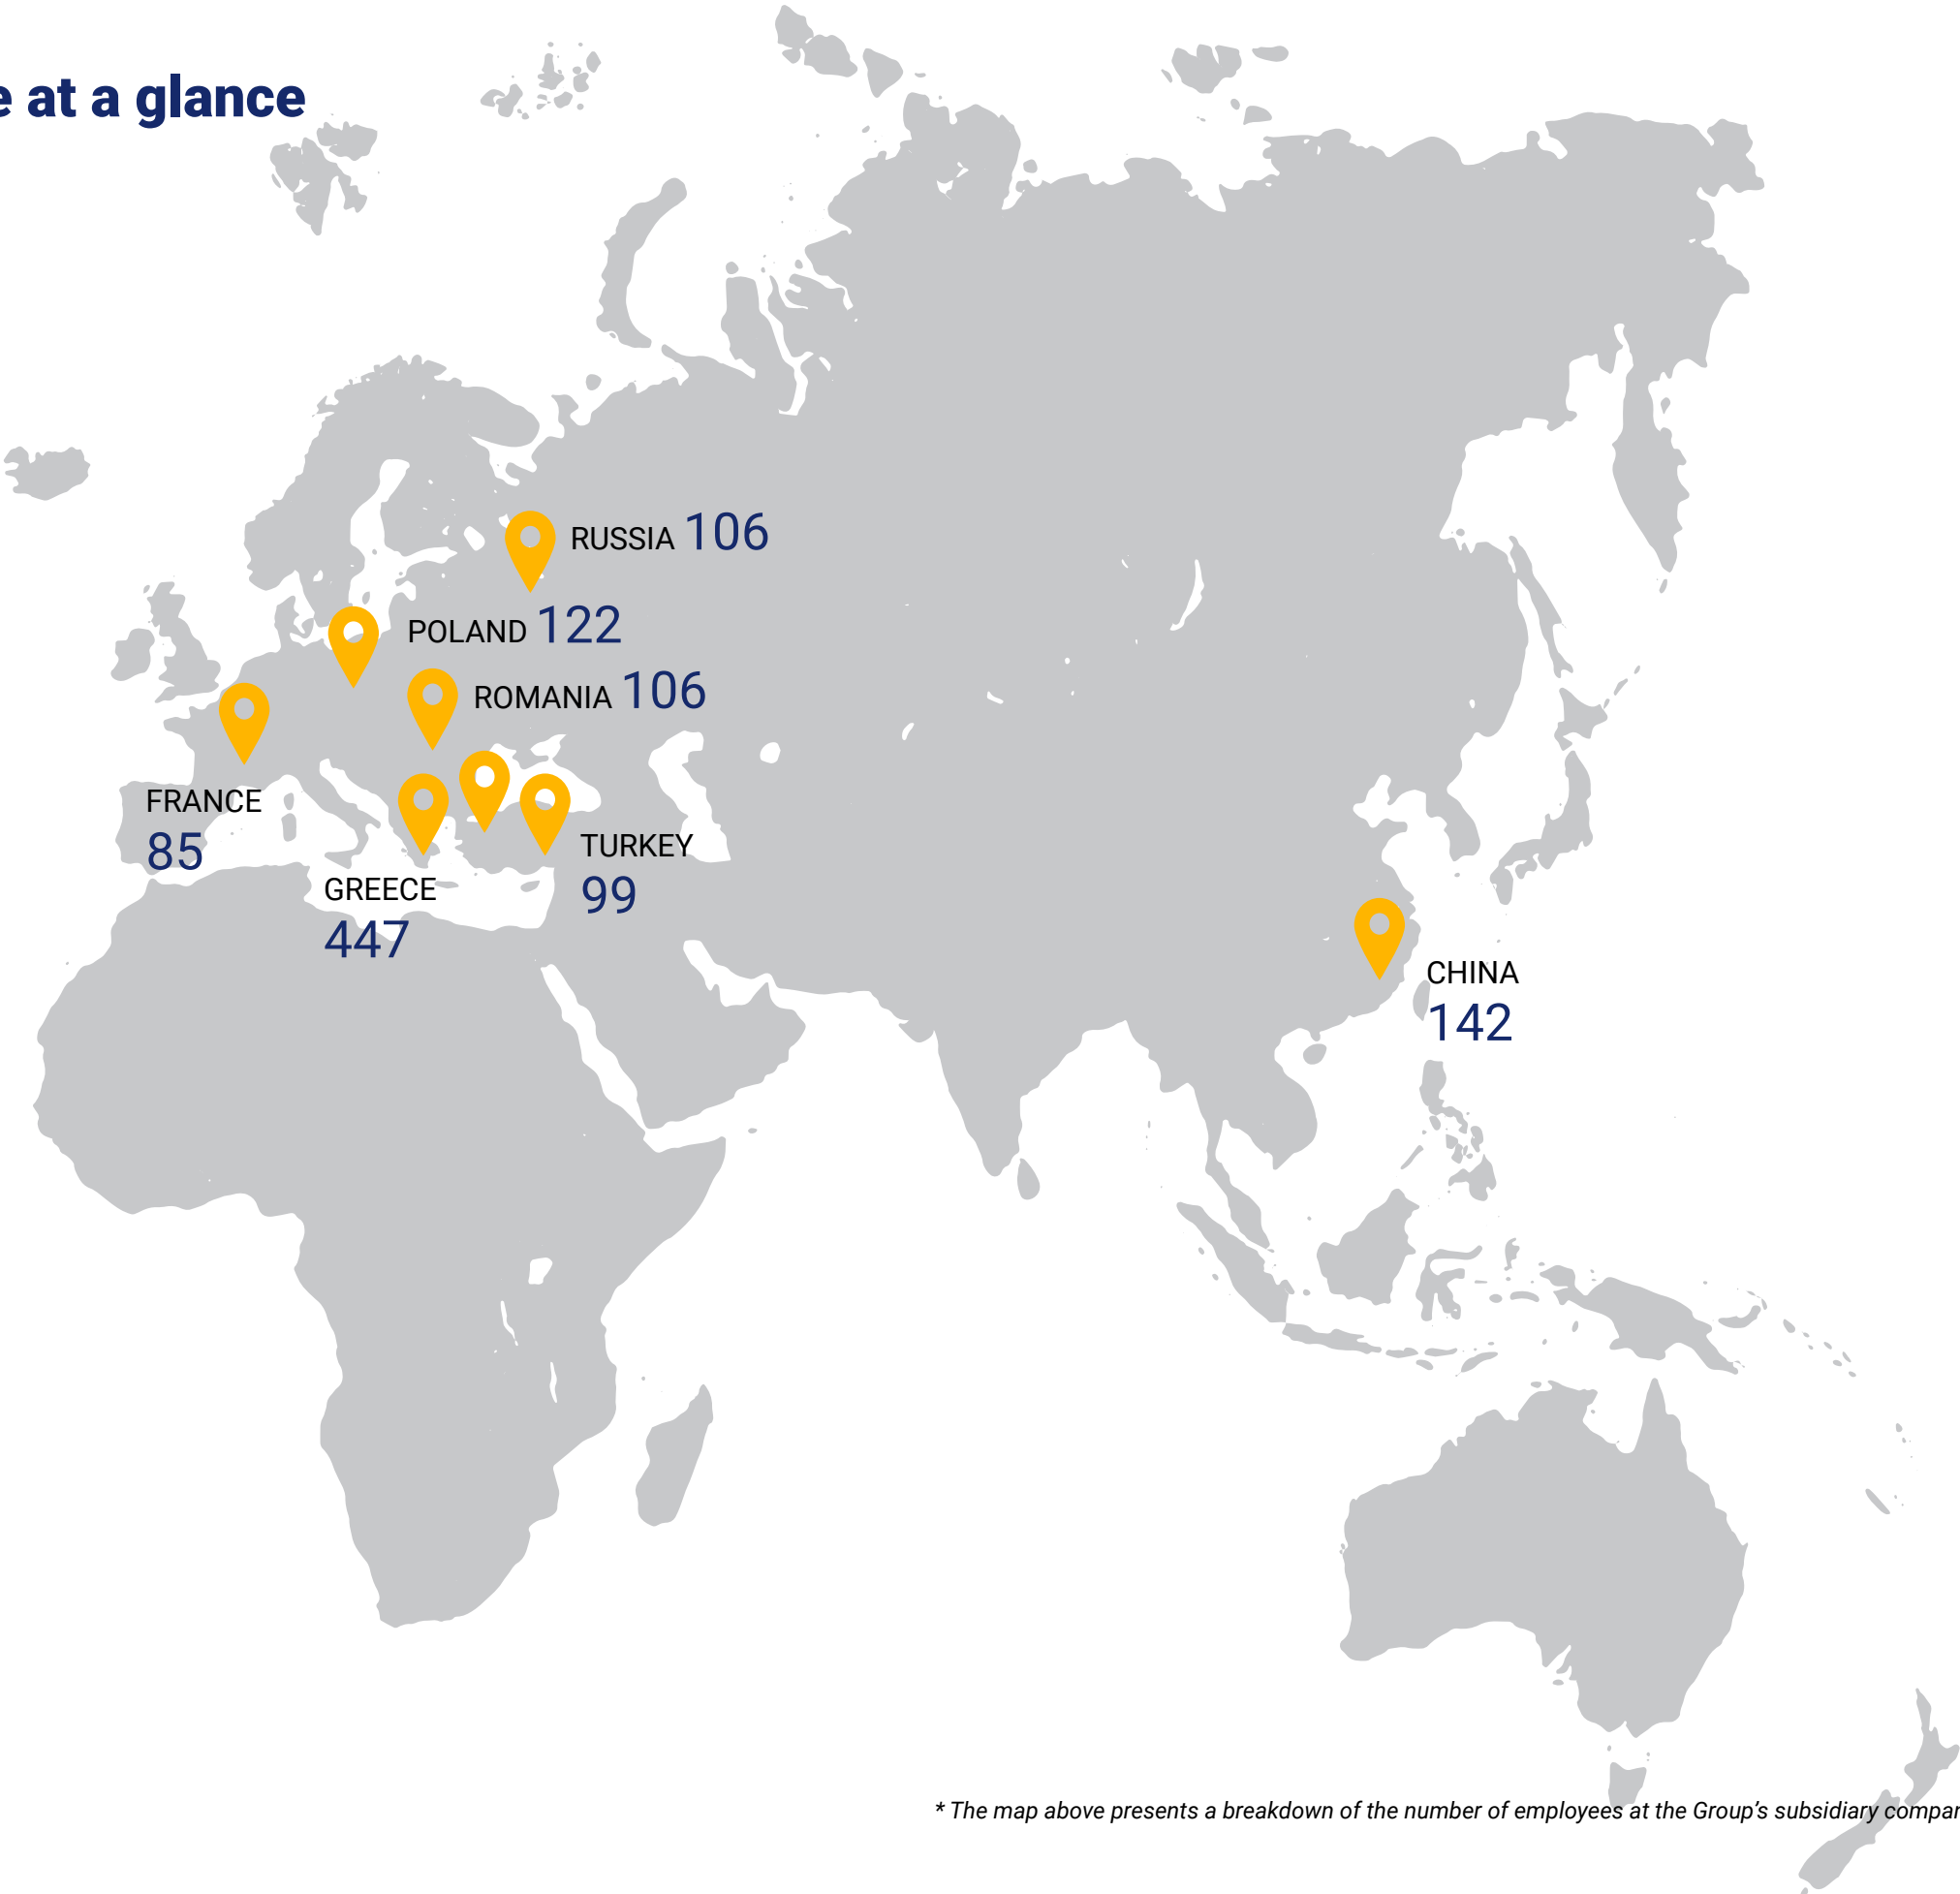 e at a glance
RUSSIA 106
POLAND 122
ROMANIA 106
FRANCE
85
TURKEY
99
GREECE
447
CHINA
142
* The map above presents a breakdown of the number of employees at the Group’s subsidiary